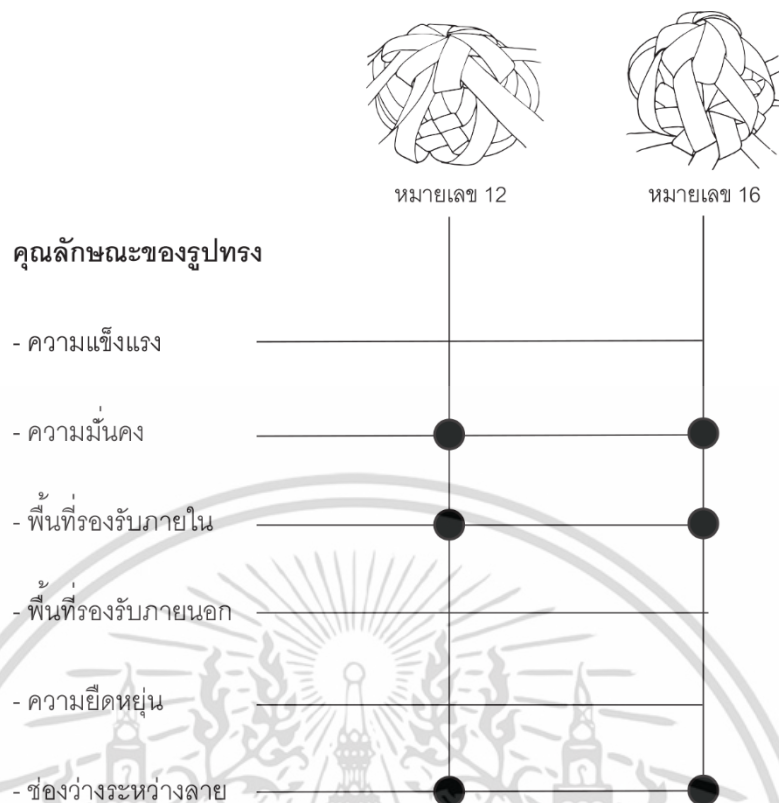 หมายเลข 12 หมายเลข 16
คุณลักษณะของรูปทรง
- ความแข็งแรง
- ความมั่นคง
- พื้นที่รองรับภายใน
- พื้นที่รองรับภายนอก
- ความยืดหยุ่น
- ช่องว่างระหว่างลาย